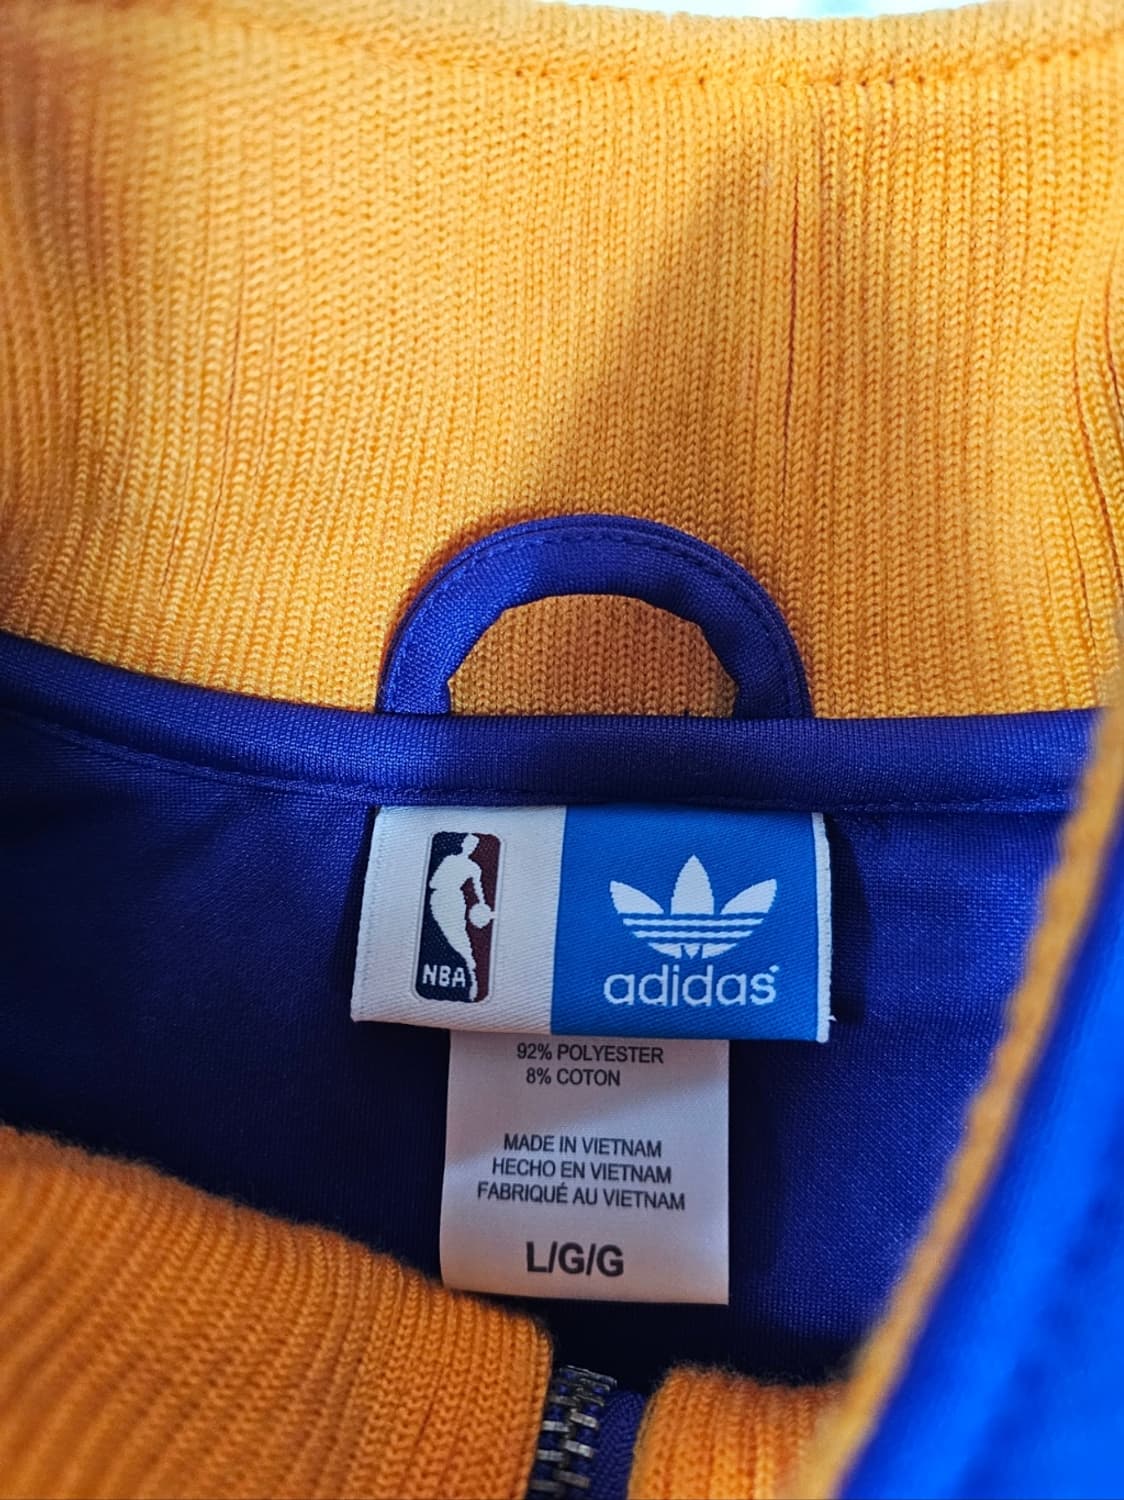 NBA
adidas
92% POLYESTER
8% COTON
MADE IN VIETNAM
HECHO EN VIETNAM
FABRIQUÉ AU VIETNAM
L/G/G